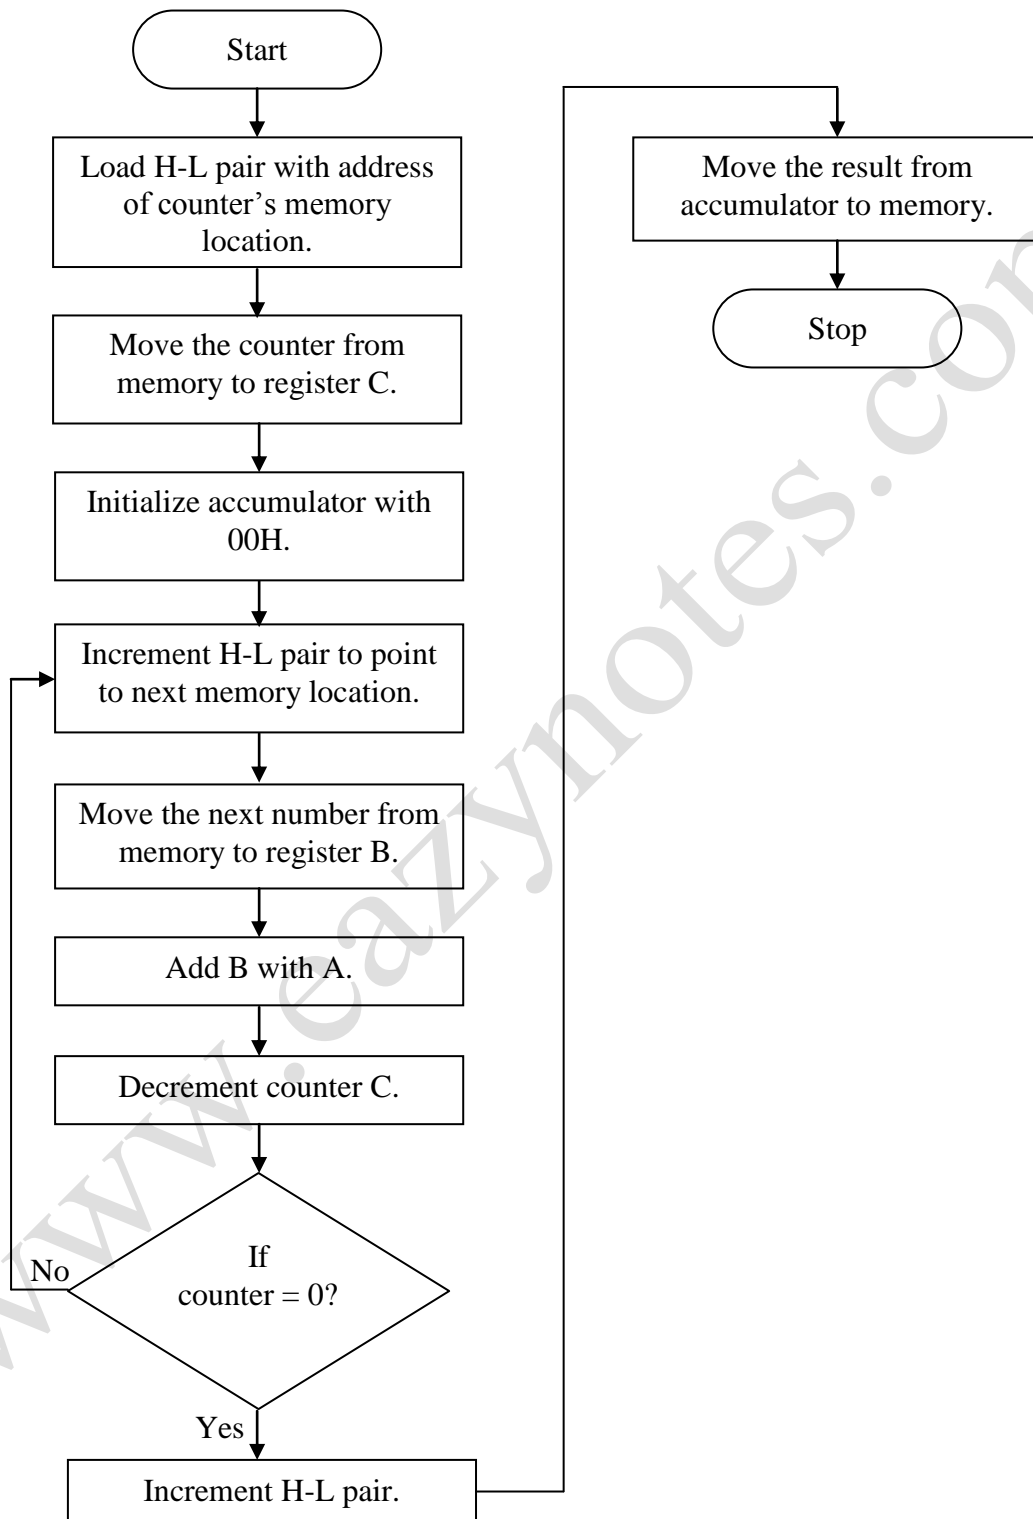 Start
Load H-L pair with address
of counter’s memory
location.
Move the counter from
memory to register C.
Initialize accumulator with
00H.
Increment H-L pair to point
to next memory location.
Move the next number from
memory to register B.
Add B with A.
Decrement counter C.
If
counter = 0?
No
Yes
Increment H-L pair.
Move the result from
accumulator to memory.
Stop
www.eazynotes.com